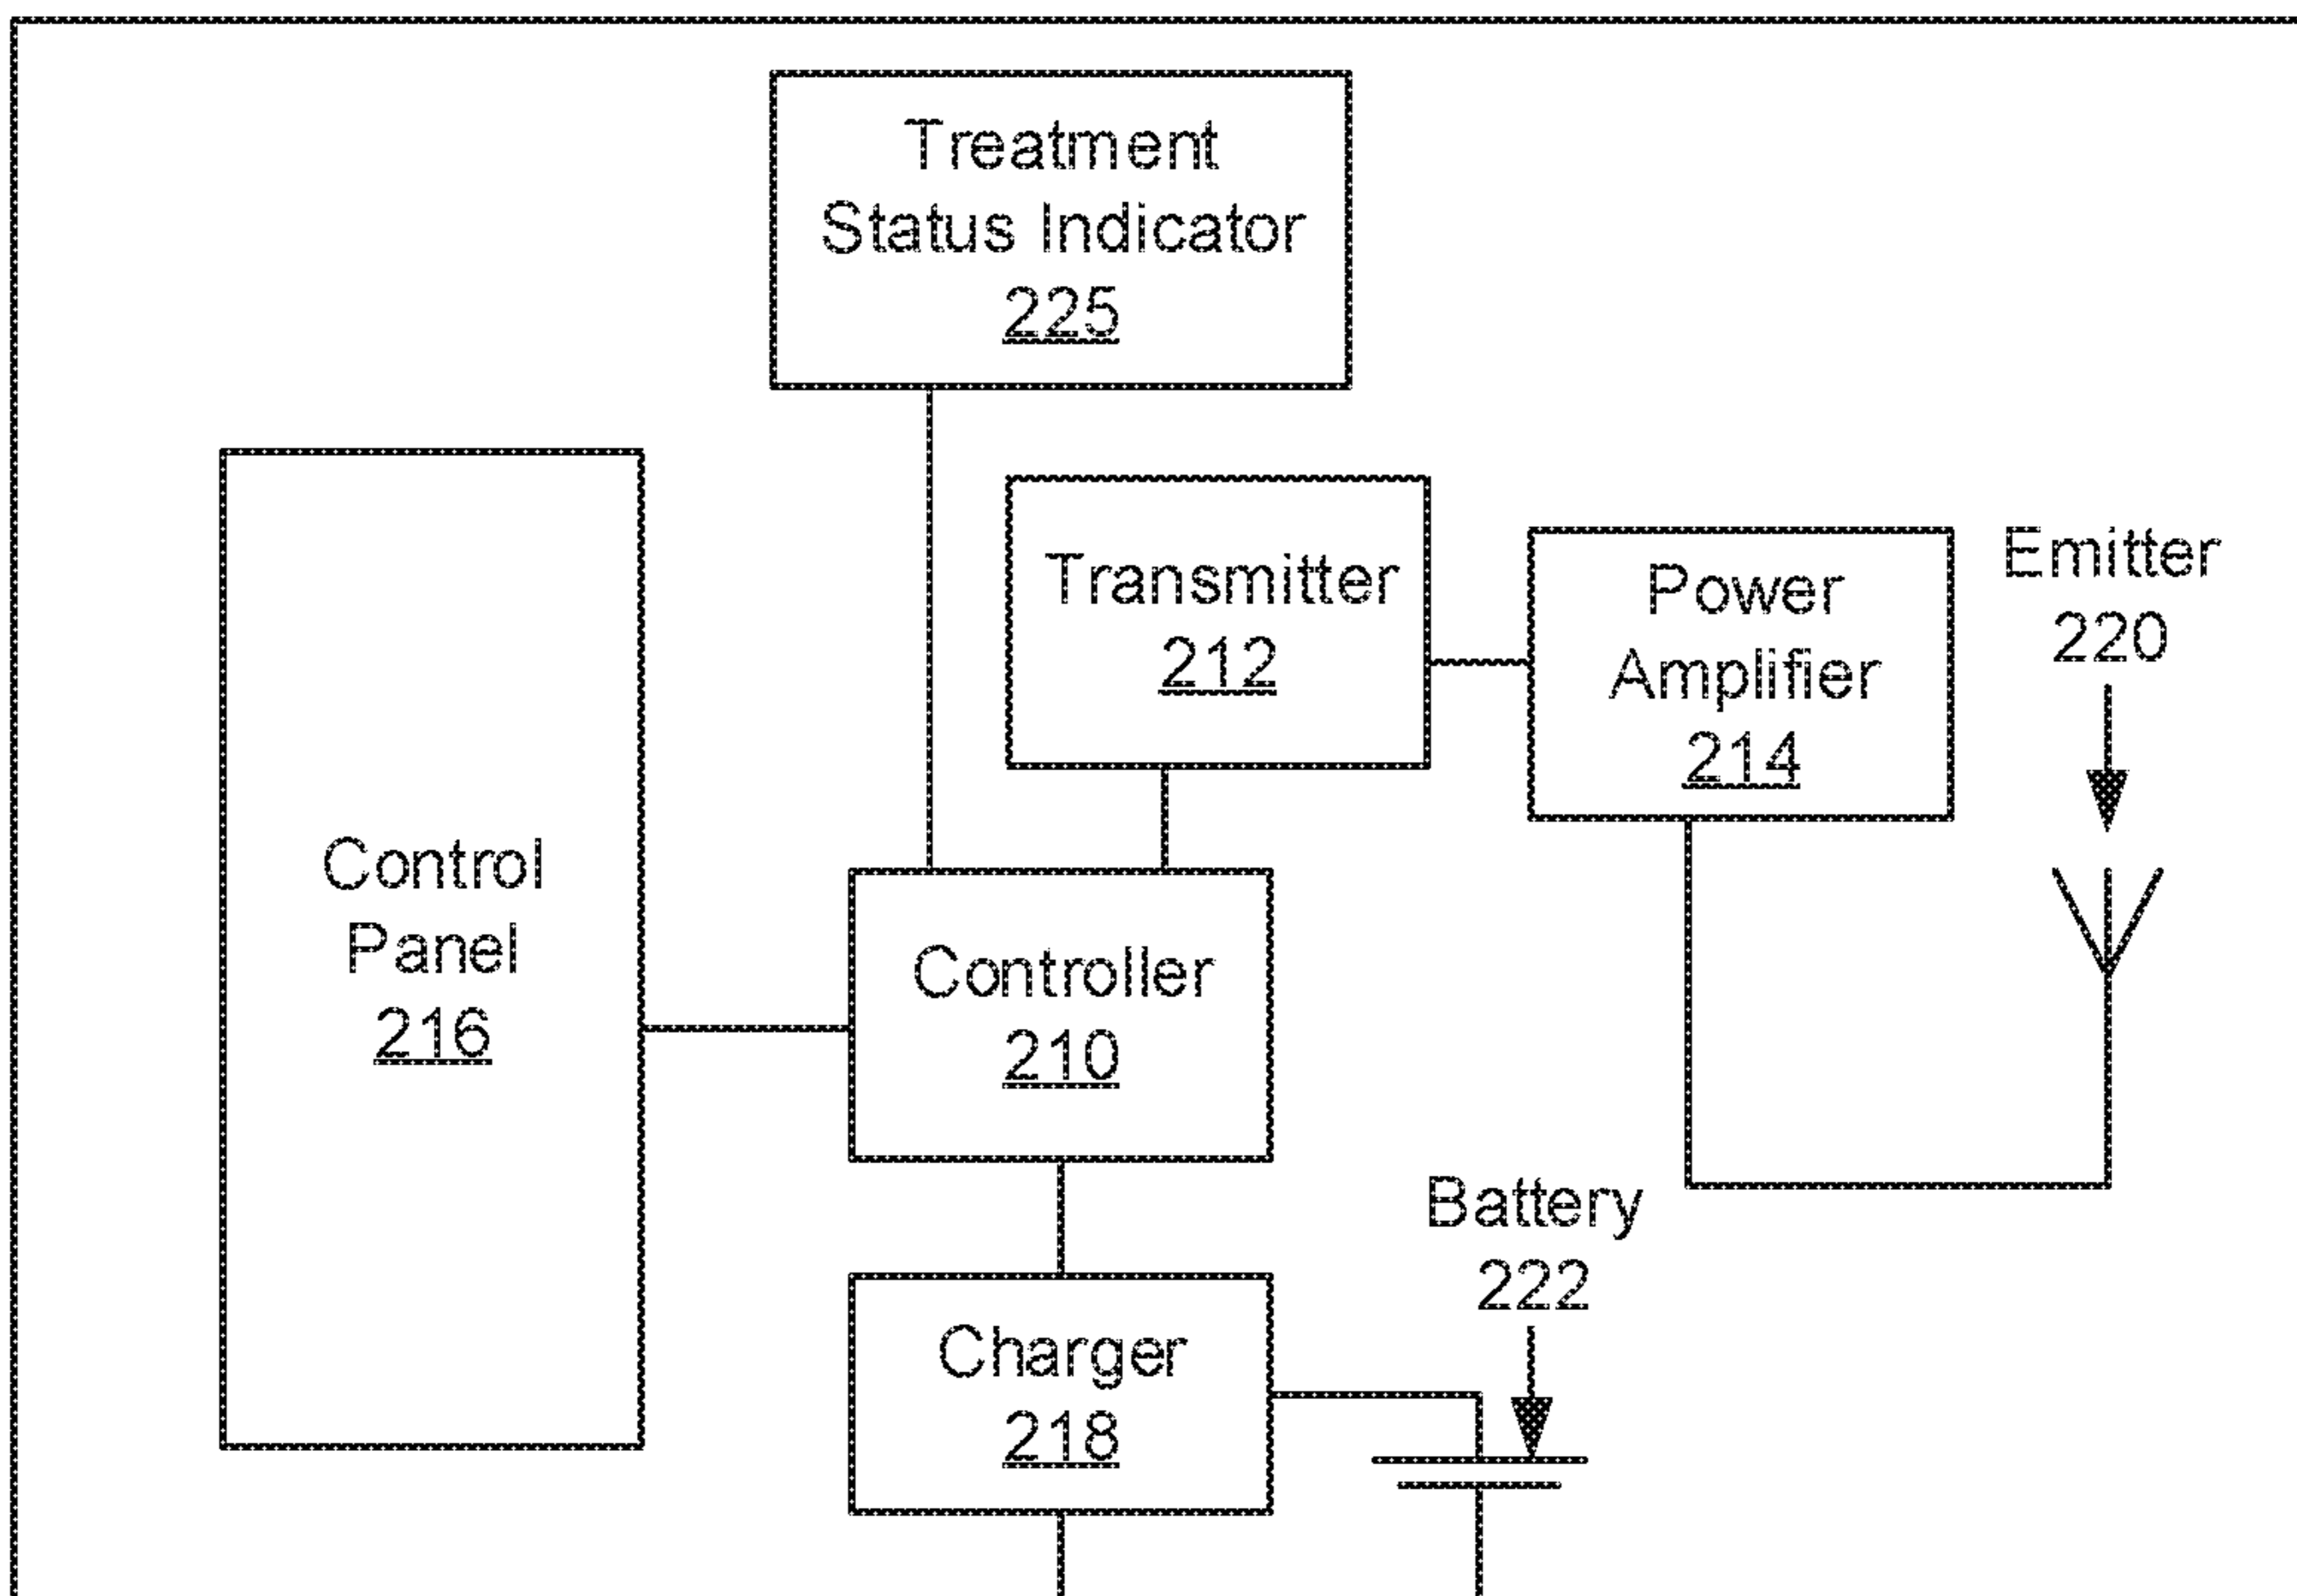 Treatment
Status Indicator
225
Transmitter
212
Power
Amplifier
214
Emitter
220
Control
Panel
216
Controller
210
Battery
222
Charger
218